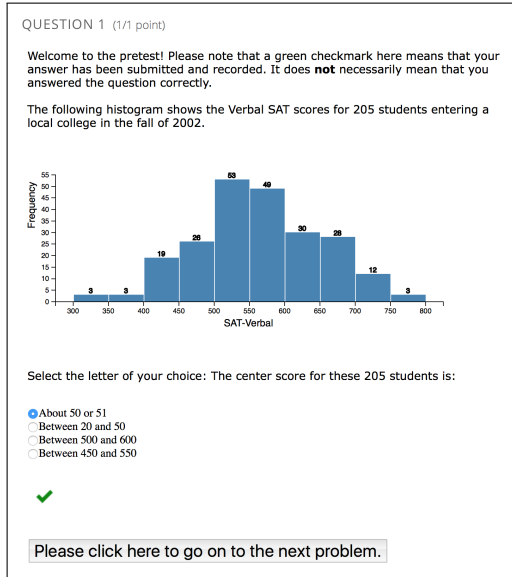 QUESTION 1 (1/1 point)
Welcome to the pretest! Please note that a green checkmark here means that your
answer has been submitted and recorded. It does not necessarily mean that you
answered the question correctly.
The following histogram shows the Verbal SAT scores for 205 students entering a
local college in the fall of 2002.
Frequency
55
50
45
40
35
30
25
20
15
10
5
0
3
3
19
26
53
49
30
28
12
3
300 350 400 450 500 550 600 650 700 750 800
SAT-Verbal
Select the letter of your choice: The center score for these 205 students is:
About 50 or 51
Between 20 and 50
Between 500 and 600
Between 450 and 550
Please click here to go on to the next problem.